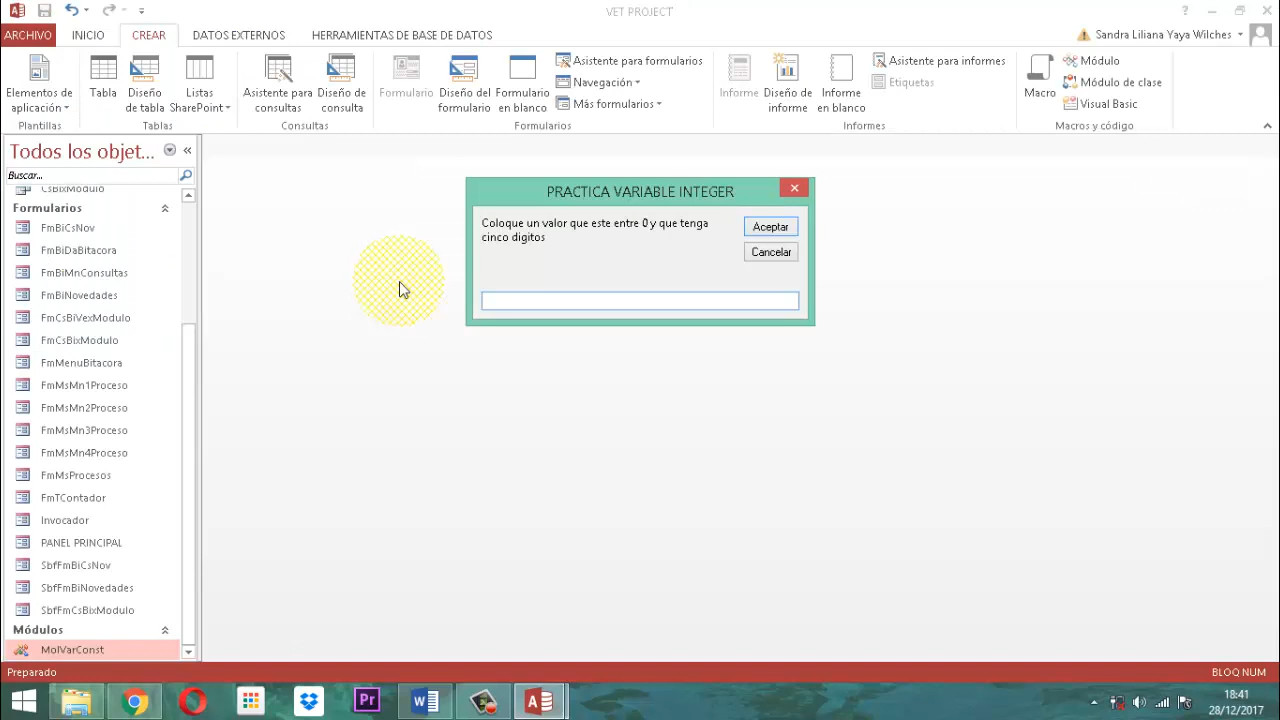 VET PROJECT
ARCHIVO INICIO CREAR DATOS EXTERNOS HERRAMIENTAS DE BASE DE DATOS
Sandra Liliana Yaya Wilches
Elementos de aplicación
Tabla
Diseño de tabla
Listas SharePoint
Asistente para consultas
Diseño de consulta
Formulario
Diseño del formulario
Formulario en blanco
Asistente para formularios
Navegación
Más formularios
Informe
Diseño de informe
Informe en blanco
Asistente para informes
Etiquetas
Macro
Módulo
Módulo de clase
Visual Basic
Plantillas Tablas Consultas Formularios Informes Macros y código
Todos los objet...
Buscar...
CsBixModulo
Formularios
FmBiCsNov
FmBiDaBitacora
FmBiMnConsultas
FmBiNovedades
FmCsBiVexModulo
FmCsBixModulo
FmMenuBitacora
FmMsMn1Proceso
FmMsMn2Proceso
FmMsMn3Proceso
FmMsMn4Proceso
FmMsProcesos
FmTContador
Invocador
PANEL PRINCIPAL
SbfFmBiCsNov
SbfFmBiNovedades
SbfFmCsBixModulo
Módulos
MolVarConst
PRACTICA VARIABLE INTEGER
Coloque un valor que este entre 0 y que tenga
cinco digitos
Aceptar
Cancelar
Preparado
BLOQ NUM
Pr
18:41
28/12/2017